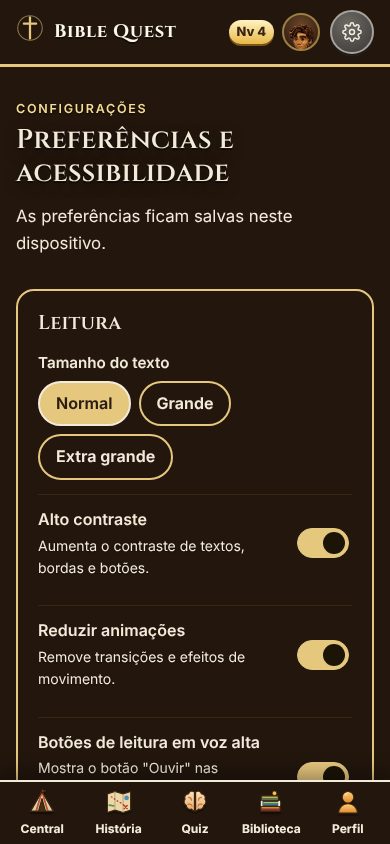 Bible Quest
Nv 4
CONFIGURAÇÕES
Preferências e
acessibilidade
As preferências ficam salvas neste
dispositivo.
Leitura
Tamanho do texto
Normal
Grande
Extra grande
Alto contraste
Aumenta o contraste de textos,
bordas e botões.
Reduzir animações
Remove transições e efeitos de
movimento.
Botões de leitura em voz alta
Mostra o botão "Ouvir" nas
Central
História
Quiz
Biblioteca
Perfil